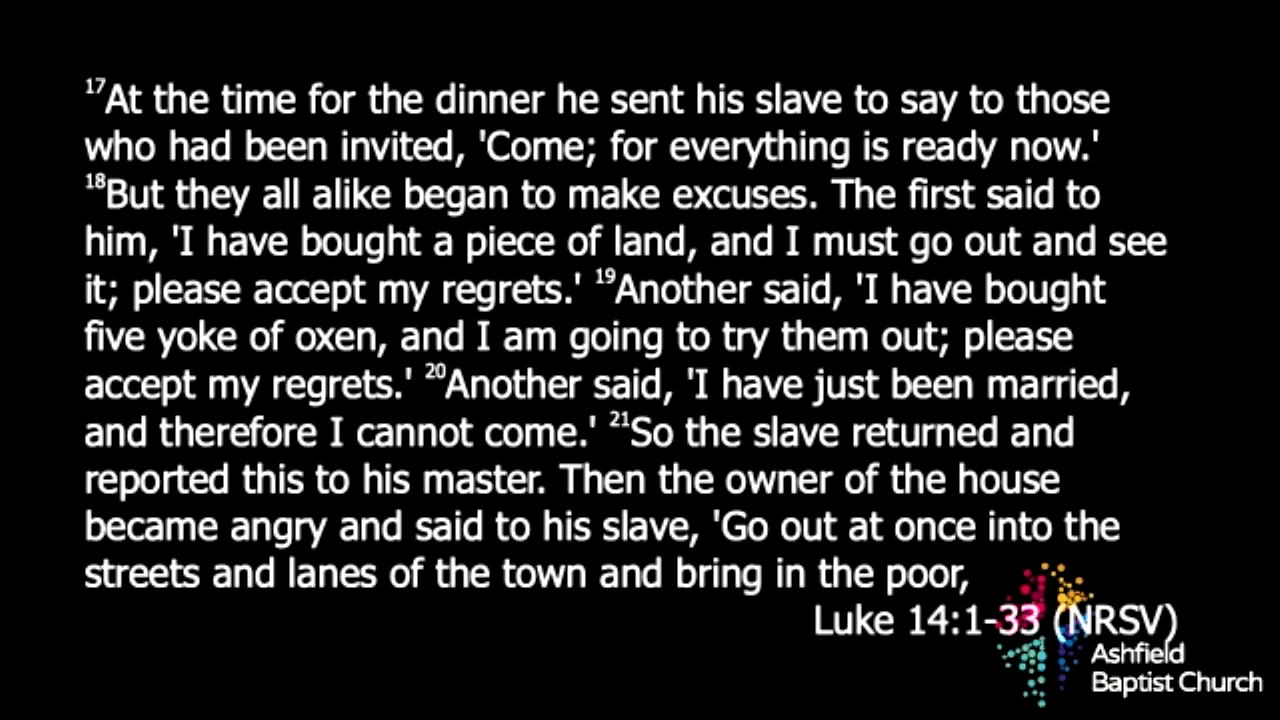 17At the time for the dinner he sent his slave to say to those
who had been invited, 'Come; for everything is ready now.'
18But they all alike began to make excuses. The first said to
him, 'I have bought a piece of land, and I must go out and see
it; please accept my regrets.' 19Another said, 'I have bought
five yoke of oxen, and I am going to try them out; please
accept my regrets.' 20Another said, 'I have just been married,
and therefore I cannot come.' 21So the slave returned and
reported this to his master. Then the owner of the house
became angry and said to his slave, 'Go out at once into the
streets and lanes of the town and bring in the poor,
Luke 14:1-33 (NRSV)
Ashfield
Baptist Church